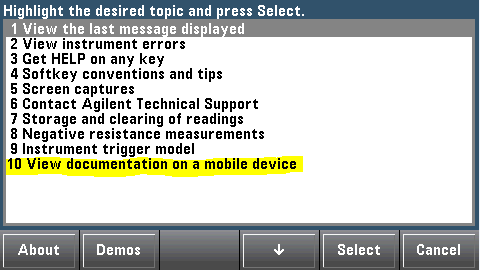 Highlight the desired topic and press Select.
1 View the last message displayed
2 View instrument errors
3 Get HELP on any key
4 Softkey conventions and tips
5 Screen captures
6 Contact Agilent Technical Support
7 Storage and clearing of readings
8 Negative resistance measurements
9 Instrument trigger model
10 View documentation on a mobile device
About Demos ↓ Select Cancel